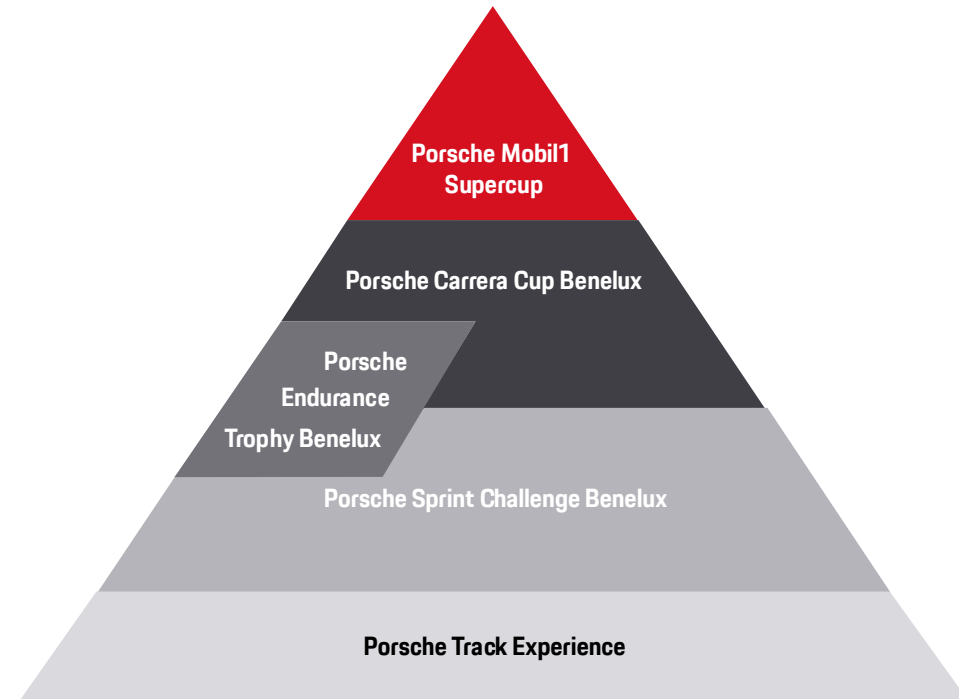 Porsche Mobil1
Supercup
Porsche Carrera Cup Benelux
Porsche
Endurance
Trophy Benelux
Porsche Sprint Challenge Benelux
Porsche Track Experience